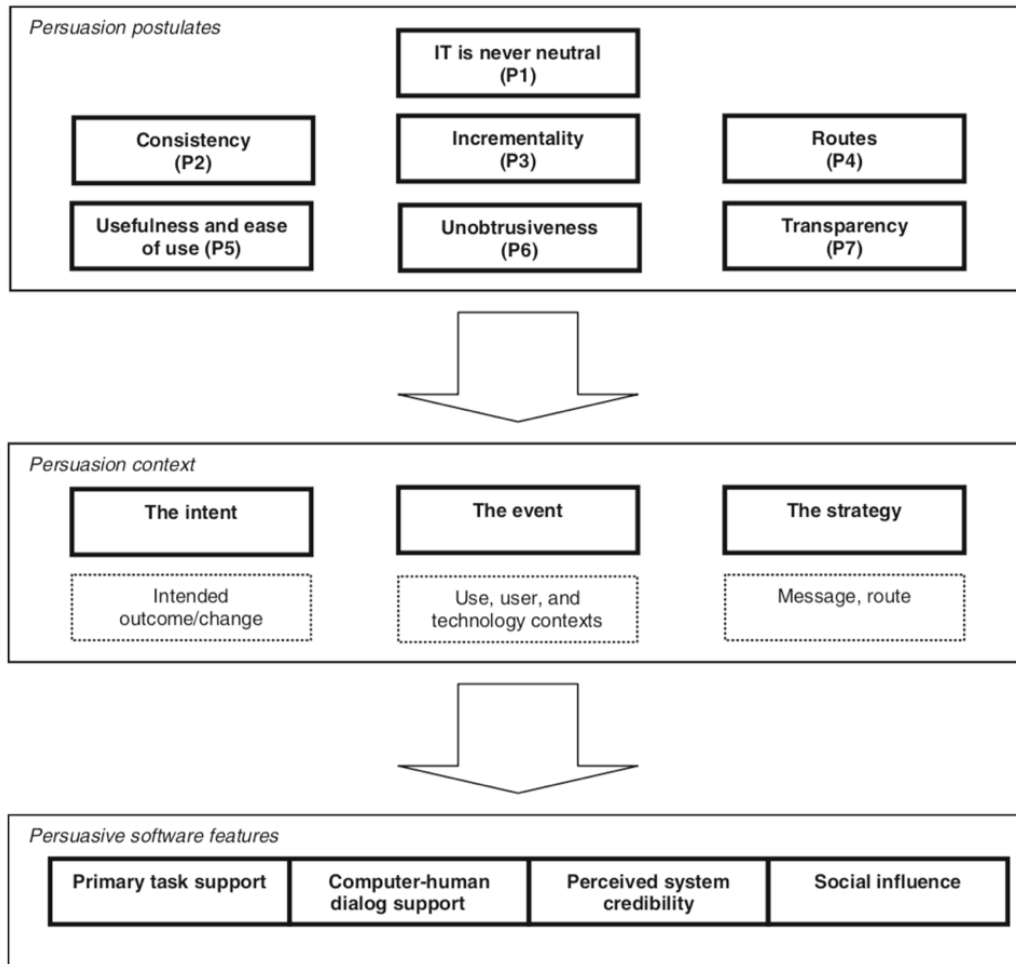 Persuasion postulates
IT is never neutral
(P1)
Consistency
(P2)
Incrementality
(P3)
Routes
(P4)
Usefulness and ease
of use (P5)
Unobtrusiveness
(P6)
Transparency
(P7)
Persuasion context
The intent
The event
The strategy
Intended
outcome/change
Use, user, and
technology contexts
Message, route
Persuasive software features
Primary task support
Computer-human
dialog support
Perceived system
credibility
Social influence